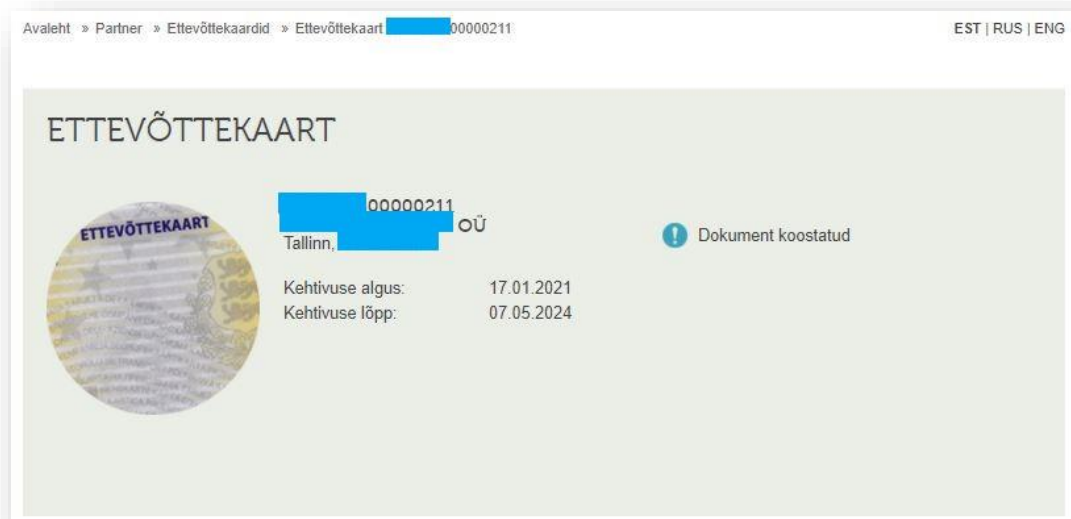 Avaleht » Partner » Ettevõttekaardid » Ettevõttekaart 00000211
EST | RUS | ENG
ETTEVÕTTEKAART
ETTEVÕTTEKAART
00000211
OÜ
Tallinn,
Dokument koostatud
Kehtivuse algus: 17.01.2021
Kehtivuse lõpp: 07.05.2024